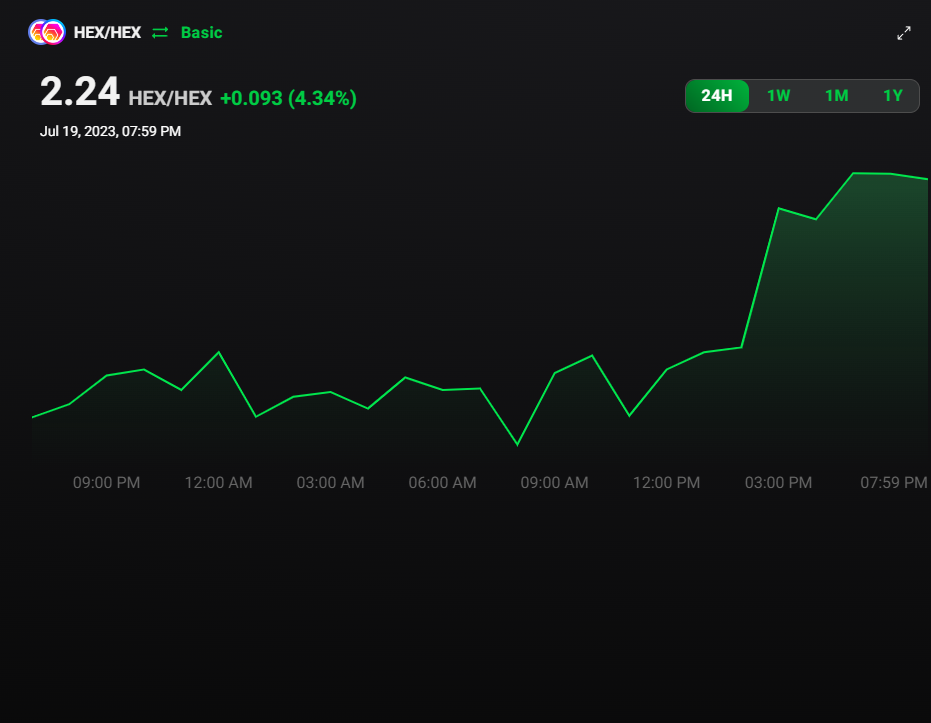 HEX/HEX Basic
2.24 HEX/HEX +0.093 (4.34%)
24H 1W 1M 1Y
Jul 19, 2023, 07:59 PM
09:00 PM 12:00 AM 03:00 AM 06:00 AM 09:00 AM 12:00 PM 03:00 PM 07:59 PM